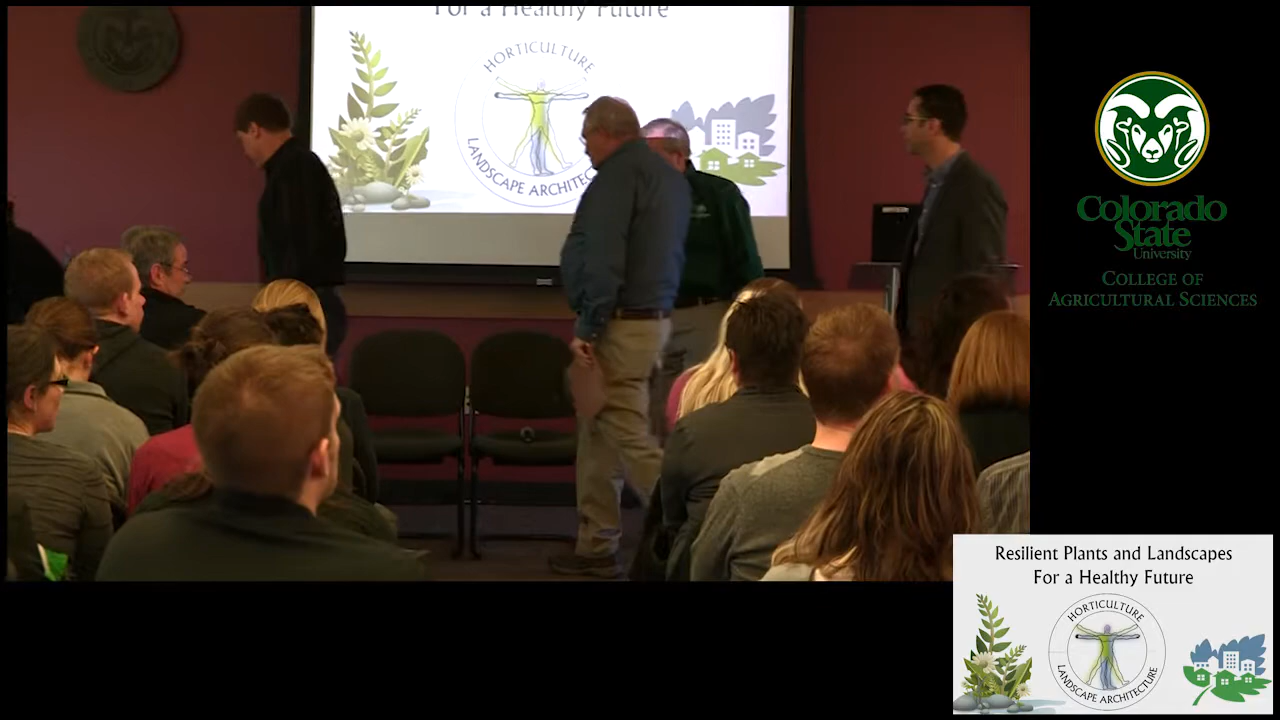 For a Healthy Future
HORTICULTURE
LANDSCAPE ARCHITEC
Colorado
State
University
COLLEGE OF
AGRICULTURAL SCIENCES
Resilient Plants and Landscapes
For a Healthy Future
HORTICULTURE
LANDSCAPE ARCHITECTURE